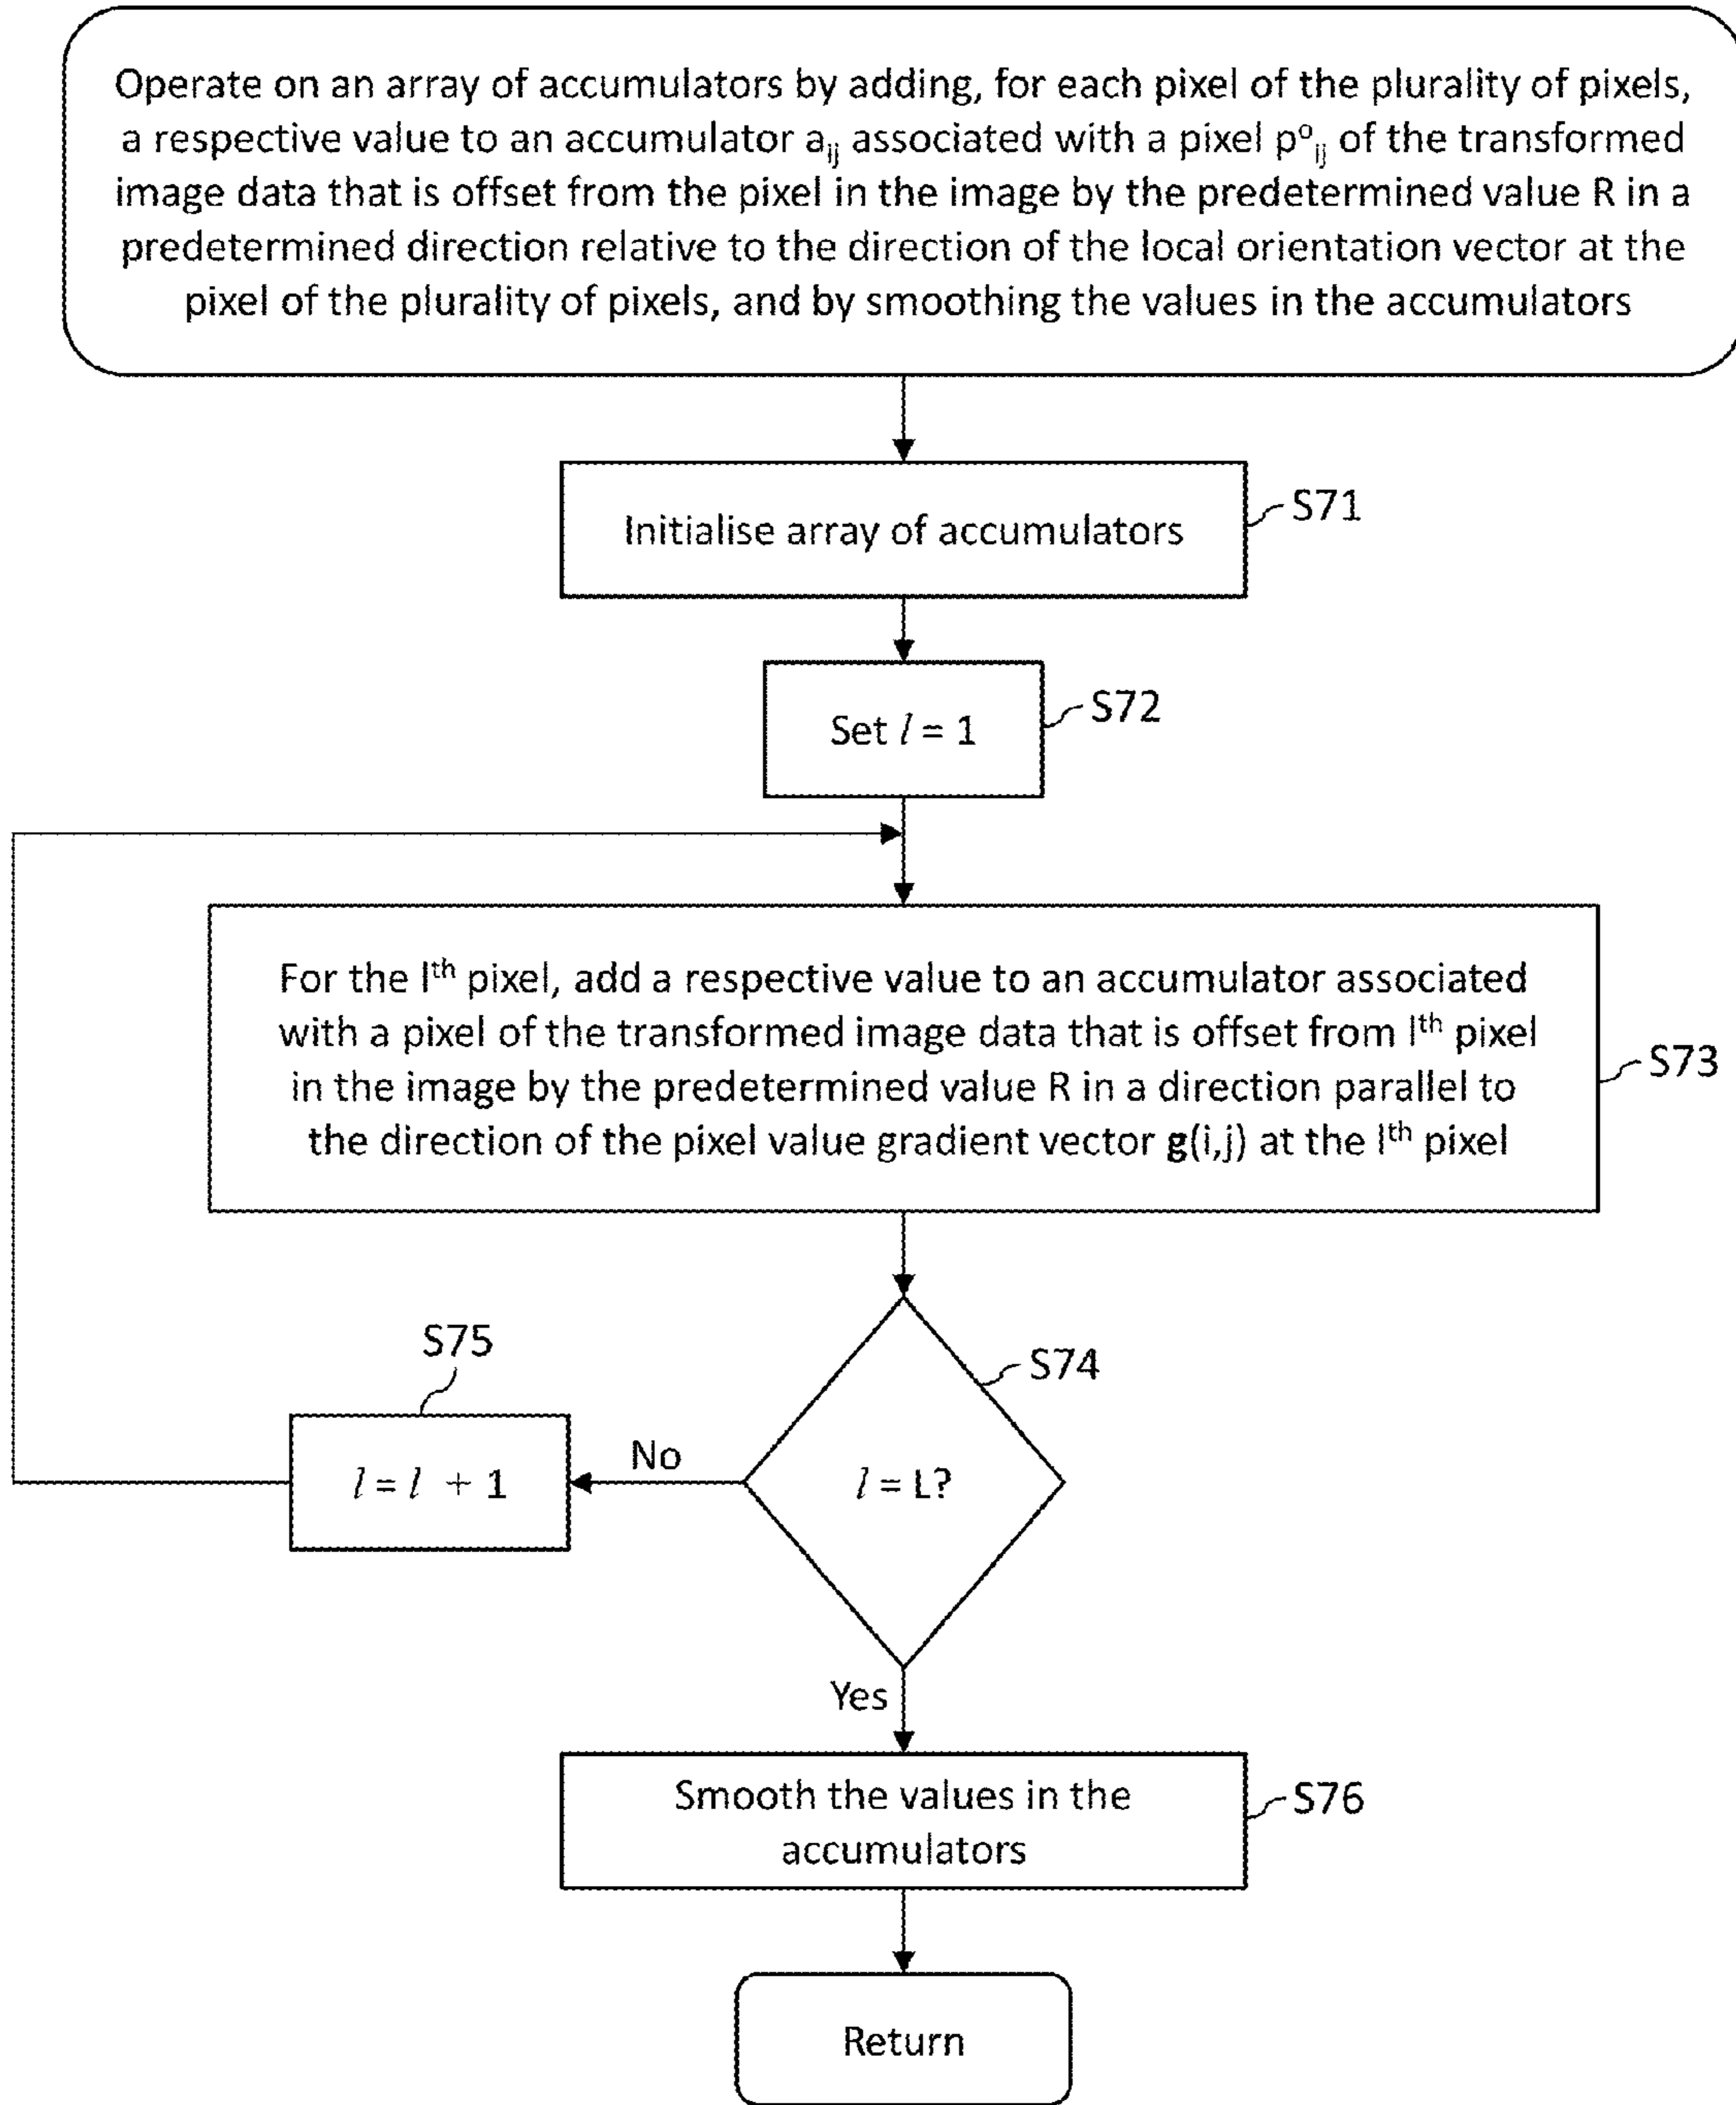 Operate on an array of accumulators by adding, for each pixel of the plurality of pixels,
a respective value to an accumulator aᵢⱼ associated with a pixel pᵒᵢⱼ of the transformed
image data that is offset from the pixel in the image by the predetermined value R in a
predetermined direction relative to the direction of the local orientation vector at the
pixel of the plurality of pixels, and by smoothing the values in the accumulators
Initialise array of accumulators
S71
Set l = 1
S72
For the lᵗʰ pixel, add a respective value to an accumulator associated
with a pixel of the transformed image data that is offset from lᵗʰ pixel
in the image by the predetermined value R in a direction parallel to
the direction of the pixel value gradient vector g(i,j) at the lᵗʰ pixel
S73
S75
l = l + 1
No
l = L?
S74
Yes
Smooth the values in the
accumulators
S76
Return